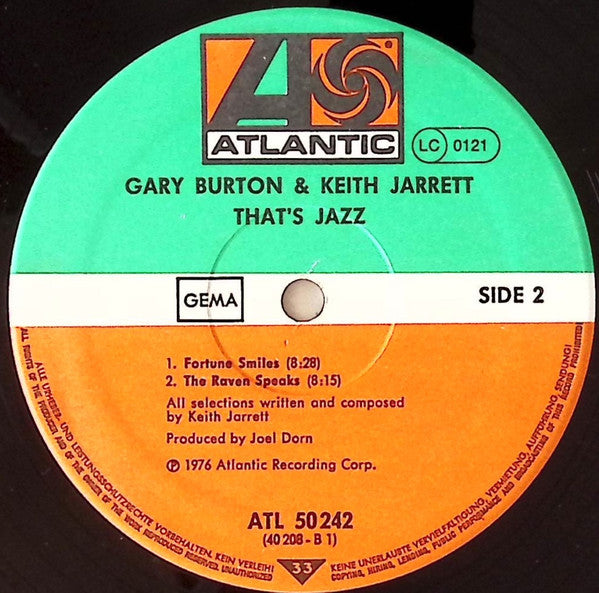 ATLANTIC
LC 0121
GARY BURTON & KEITH JARRETT
THAT'S JAZZ
GEMA
SIDE 2
1. Fortune Smiles (8:28)
2. The Raven Speaks (8:15)
All selections written and composed
by Keith Jarrett
Produced by Joel Dorn
℗ 1976 Atlantic Recording Corp.
ATL 50 242
(40 208 - B 1)
33
ALLE URHEBER- UND LEISTUNGSSCHUTZRECHTE VORBEHALTEN. KEIN VERLEIH! KEINE UNERLAUBTE VERVIELFÄLTIGUNG, VERMIETUNG, AUFFÜHRUNG, SENDUNG!
ALL RIGHTS OF THE PRODUCER AND OF THE OWNER OF THE WORK REPRODUCED RESERVED. UNAUTHORIZED COPYING, HIRING, LENDING, PUBLIC PERFORMANCE AND BROADCASTING OF THIS RECORD PROHIBITED!